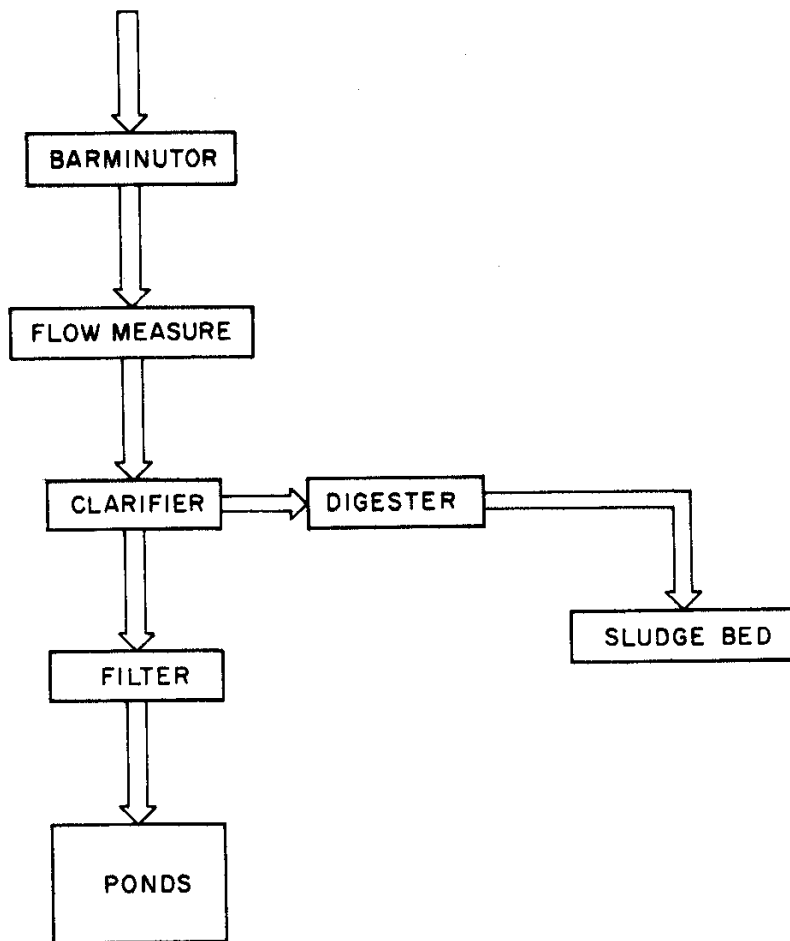 BARMINUTOR
FLOW MEASURE
CLARIFIER
DIGESTER
SLUDGE BED
FILTER
PONDS